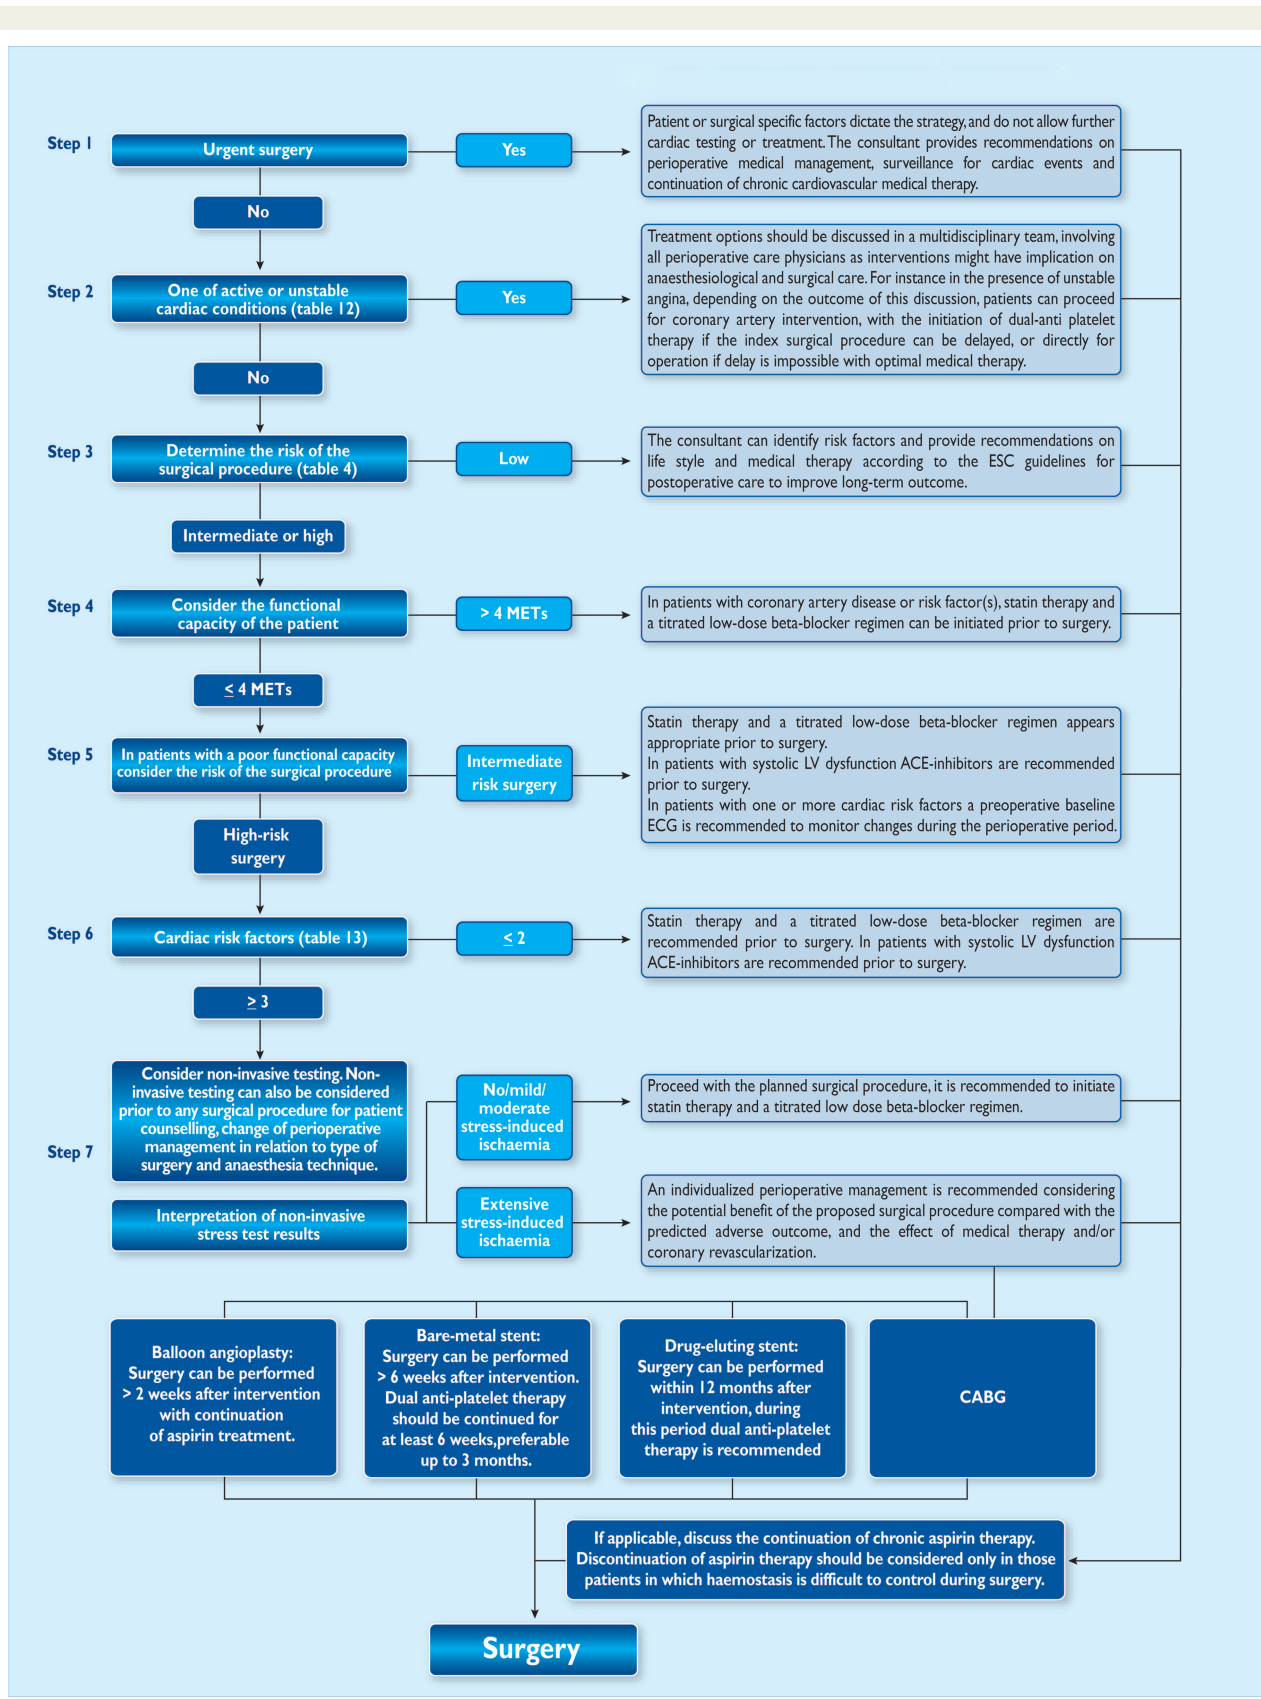 Step 1
Urgent surgery
Yes
Patient or surgical specific factors dictate the strategy, and do not allow further
cardiac testing or treatment. The consultant provides recommendations on
perioperative medical management, surveillance for cardiac events and
continuation of chronic cardiovascular medical therapy.
No
Step 2
One of active or unstable
cardiac conditions (table 12)
Yes
Treatment options should be discussed in a multidisciplinary team, involving
all perioperative care physicians as interventions might have implication on
anaesthesiological and surgical care. For instance in the presence of unstable
angina, depending on the outcome of this discussion, patients can proceed
for coronary artery intervention, with the initiation of dual-anti platelet
therapy if the index surgical procedure can be delayed, or directly for
operation if delay is impossible with optimal medical therapy.
No
Step 3
Determine the risk of the
surgical procedure (table 4)
Low
The consultant can identify risk factors and provide recommendations on
life style and medical therapy according to the ESC guidelines for
postoperative care to improve long-term outcome.
Intermediate or high
Step 4
Consider the functional
capacity of the patient
> 4 METs
In patients with coronary artery disease or risk factor(s), statin therapy and
a titrated low-dose beta-blocker regimen can be initiated prior to surgery.
≤ 4 METs
Step 5
In patients with a poor functional capacity
consider the risk of the surgical procedure
Intermediate
risk surgery
Statin therapy and a titrated low-dose beta-blocker regimen appears
appropriate prior to surgery.
In patients with systolic LV dysfunction ACE-inhibitors are recommended
prior to surgery.
In patients with one or more cardiac risk factors a preoperative baseline
ECG is recommended to monitor changes during the perioperative period.
High-risk
surgery
Step 6
Cardiac risk factors (table 13)
≤ 2
Statin therapy and a titrated low-dose beta-blocker regimen are
recommended prior to surgery. In patients with systolic LV dysfunction
ACE-inhibitors are recommended prior to surgery.
≥ 3
Step 7
Consider non-invasive testing. Non-
invasive testing can also be considered
prior to any surgical procedure for patient
counselling, change of perioperative
management in relation to type of
surgery and anaesthesia technique.
No/mild/
moderate
stress-induced
ischaemia
Proceed with the planned surgical procedure, it is recommended to initiate
statin therapy and a titrated low dose beta-blocker regimen.
Interpretation of non-invasive
stress test results
Extensive
stress-induced
ischaemia
An individualized perioperative management is recommended considering
the potential benefit of the proposed surgical procedure compared with the
predicted adverse outcome, and the effect of medical therapy and/or
coronary revascularization.
Balloon angioplasty:
Surgery can be performed
> 2 weeks after intervention
with continuation
of aspirin treatment.
Bare-metal stent:
Surgery can be performed
> 6 weeks after intervention.
Dual anti-platelet therapy
should be continued for
at least 6 weeks, preferable
up to 3 months.
Drug-eluting stent:
Surgery can be performed
within 12 months after
intervention, during
this period dual anti-platelet
therapy is recommended
CABG
If applicable, discuss the continuation of chronic aspirin therapy.
Discontinuation of aspirin therapy should be considered only in those
patients in which haemostasis is difficult to control during surgery.
Surgery